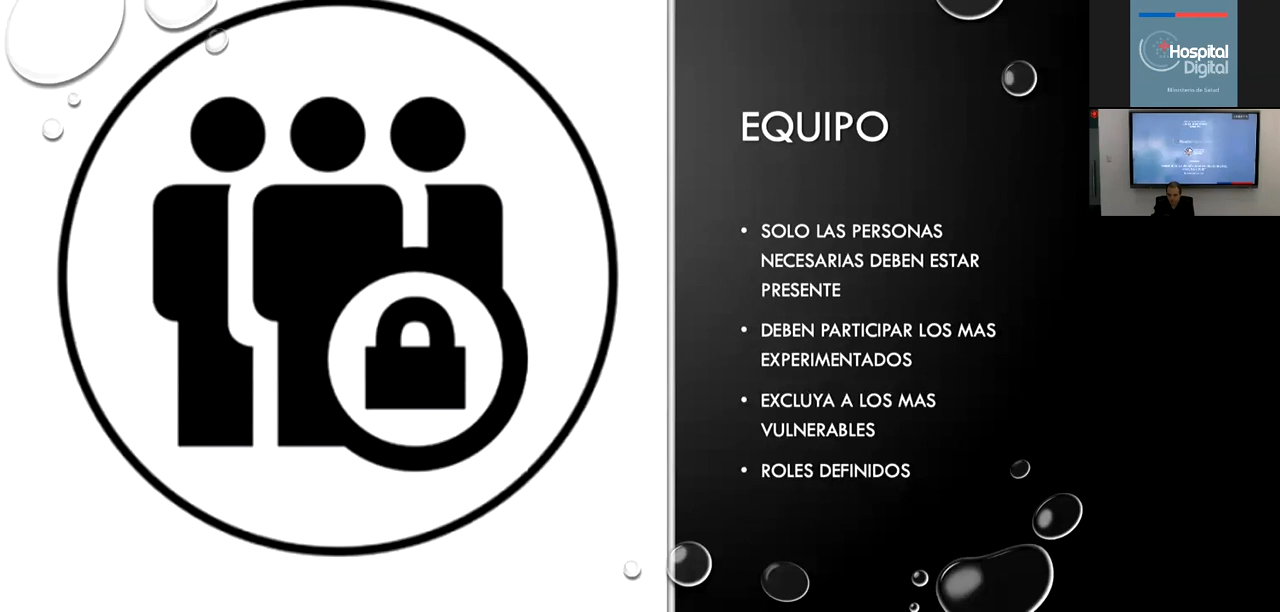 EQUIPO
• SOLO LAS PERSONAS
NECESARIAS DEBEN ESTAR
PRESENTE
• DEBEN PARTICIPAR LOS MAS
EXPERIMENTADOS
• EXCLUYA A LOS MAS
VULNERABLES
• ROLES DEFINIDOS
Hospital
Digital
Ministerio de Salud